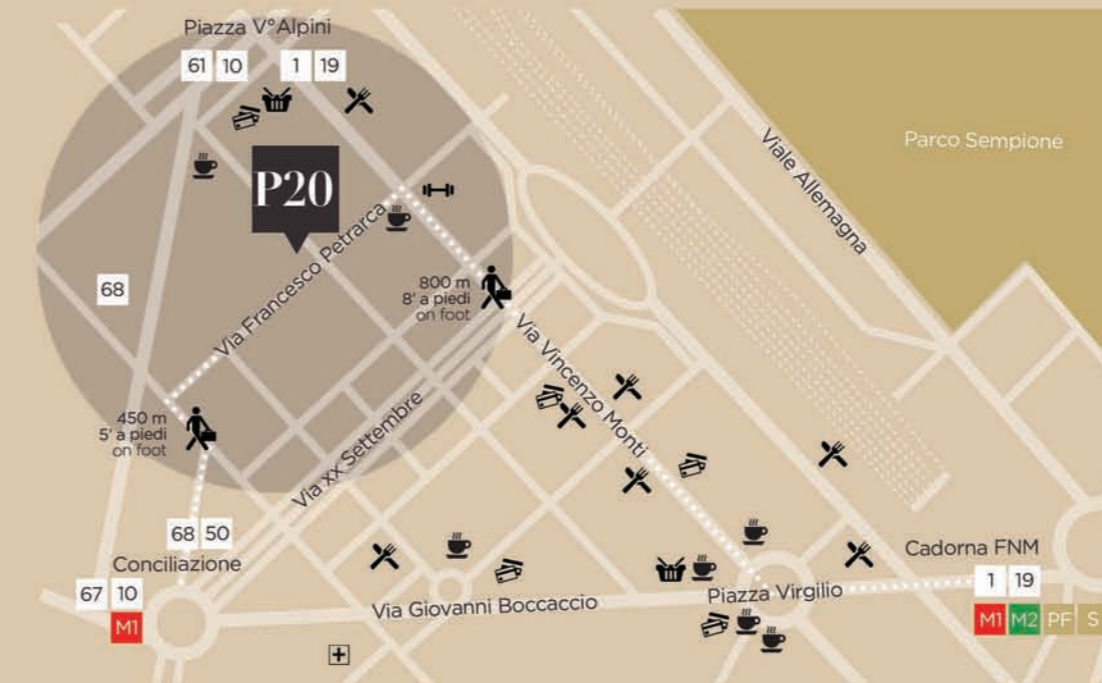 Piazza V°Alpini
61 10 1 19
P20
Via Francesco Petrarca
68
800 m
8' a piedi
on foot
Viale Allemagna
Parco Sempione
Via Vincenzo Monti
450 m
5' a piedi
on foot
Via xx Settembre
68 50
Conciliazione
67 10
M1
Via Giovanni Boccaccio
Piazza Virgilio
Cadorna FNM
1 19
M1 M2 PF S